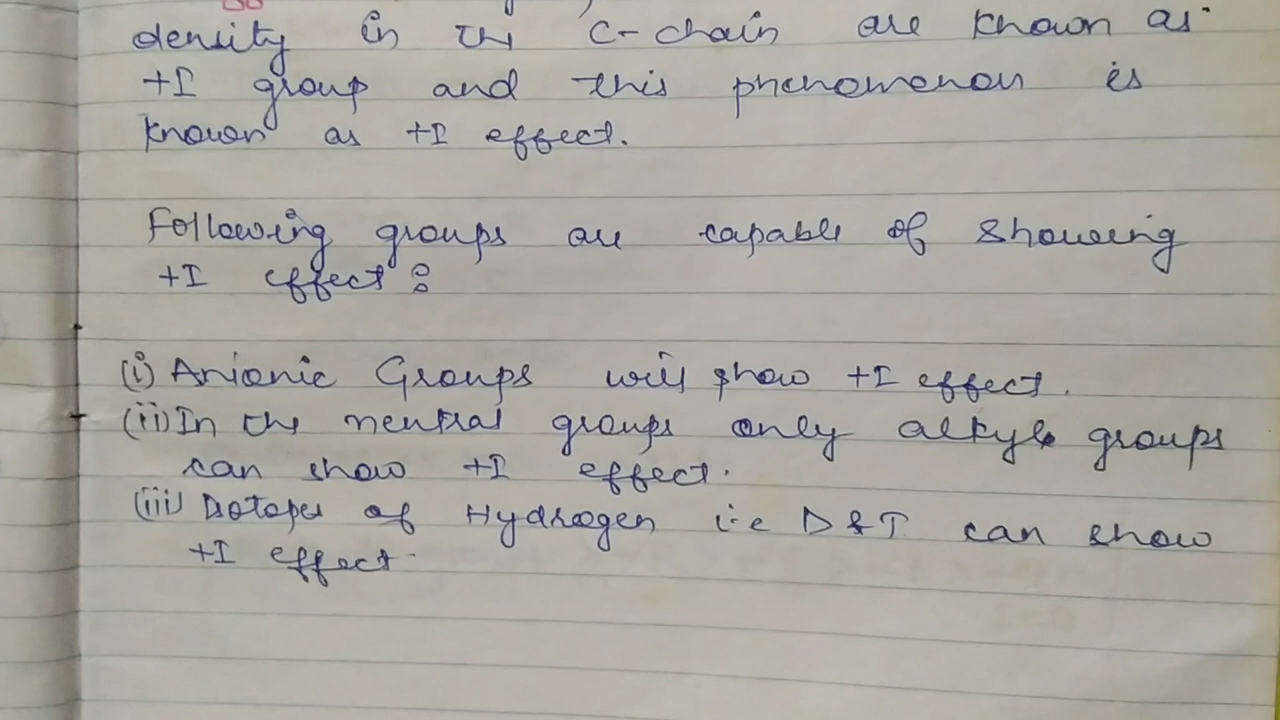 density in the C-chain are known as
+I group and this phenomenon is
known as +I effect.
Following groups are capable of showing
+I effect :
(i) Anionic Groups will show +I effect.
(ii) In the neutral groups only alkyl groups
can show +I effect.
(iii) Isotopes of Hydrogen i.e D & T can show
+I effect.